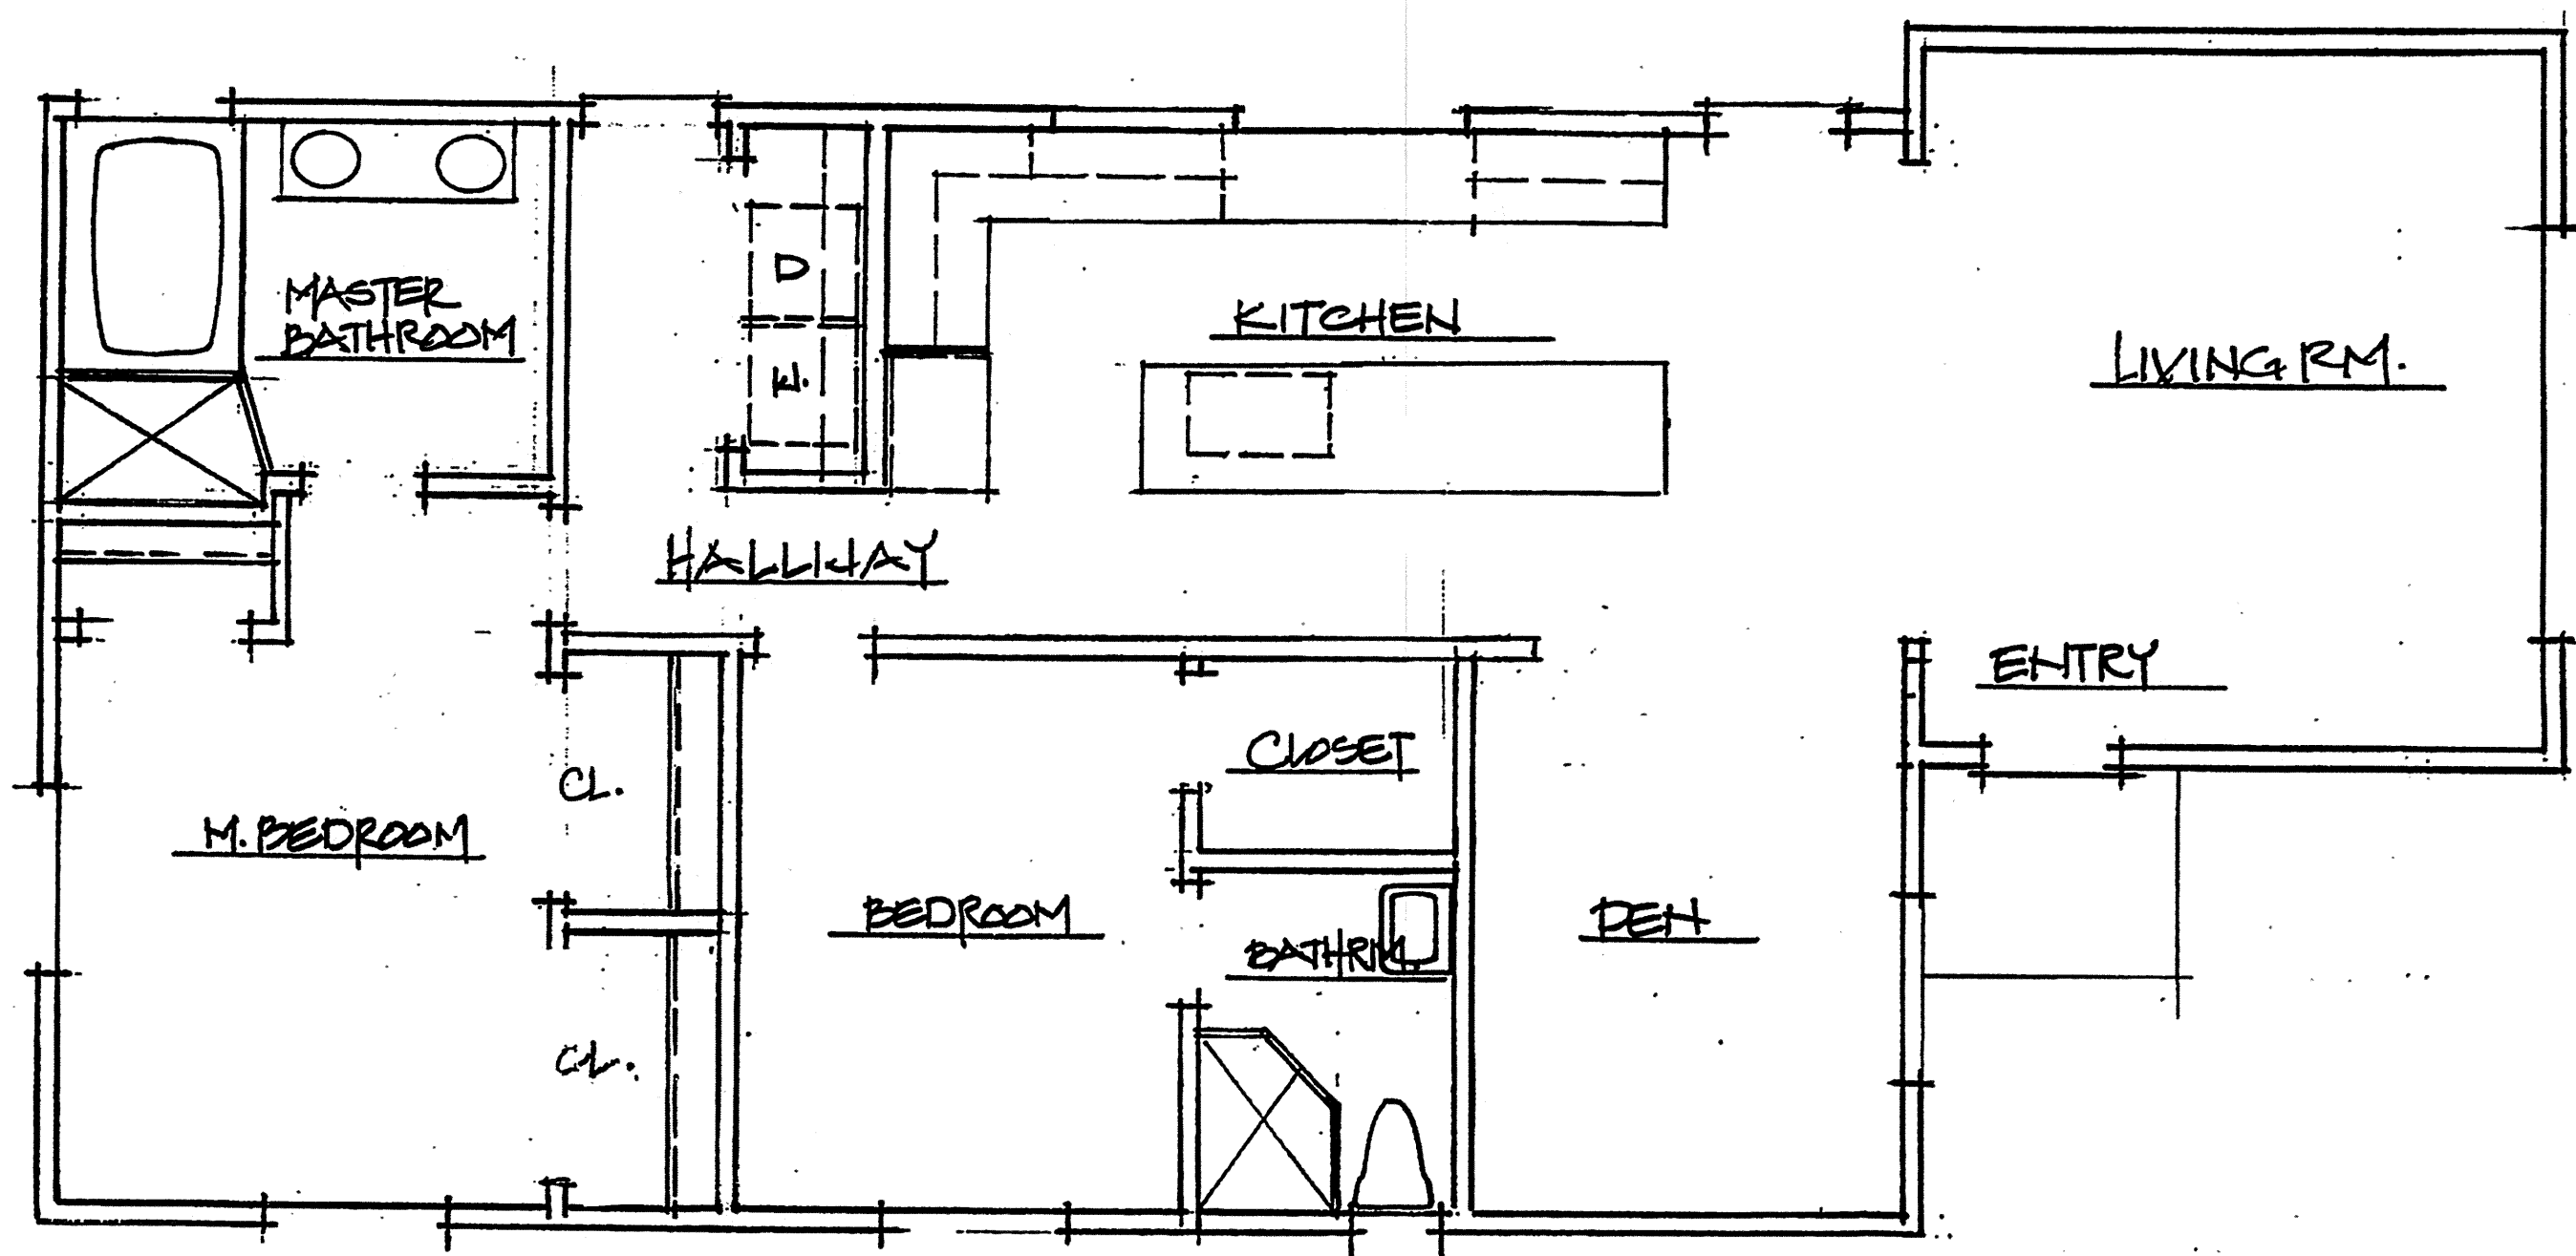 MASTER
BATHROOM
D
W.
KITCHEN
LIVING RM.
HALLWAY
ENTRY
CL.
CLOSET
M. BEDROOM
BEDROOM
BATHRM.
DEN
CL.